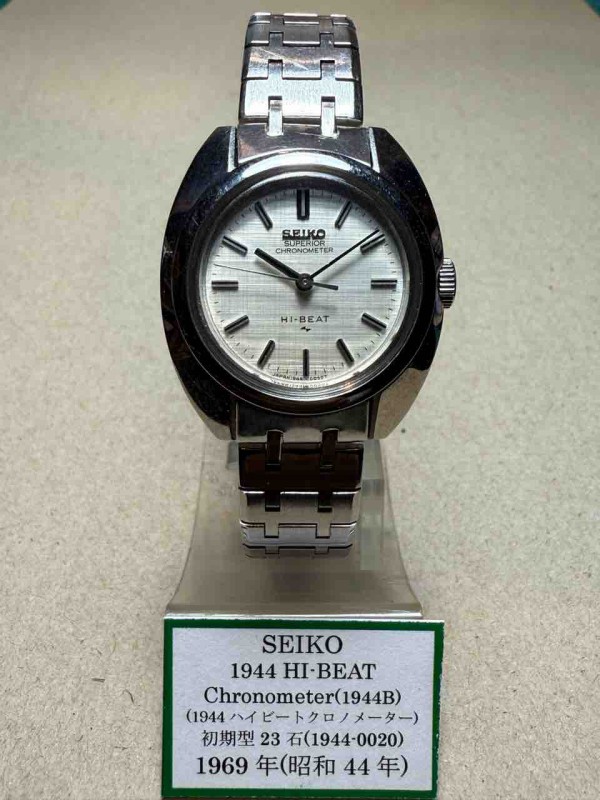 SEIKO
SUPERIOR
CHRONOMETER
HI-BEAT
SEIKO
1944 HI-BEAT
Chronometer(1944B)
(1944 ハイビートクロノメーター)
初期型 23 石(1944-0020)
1969 年(昭和 44 年)